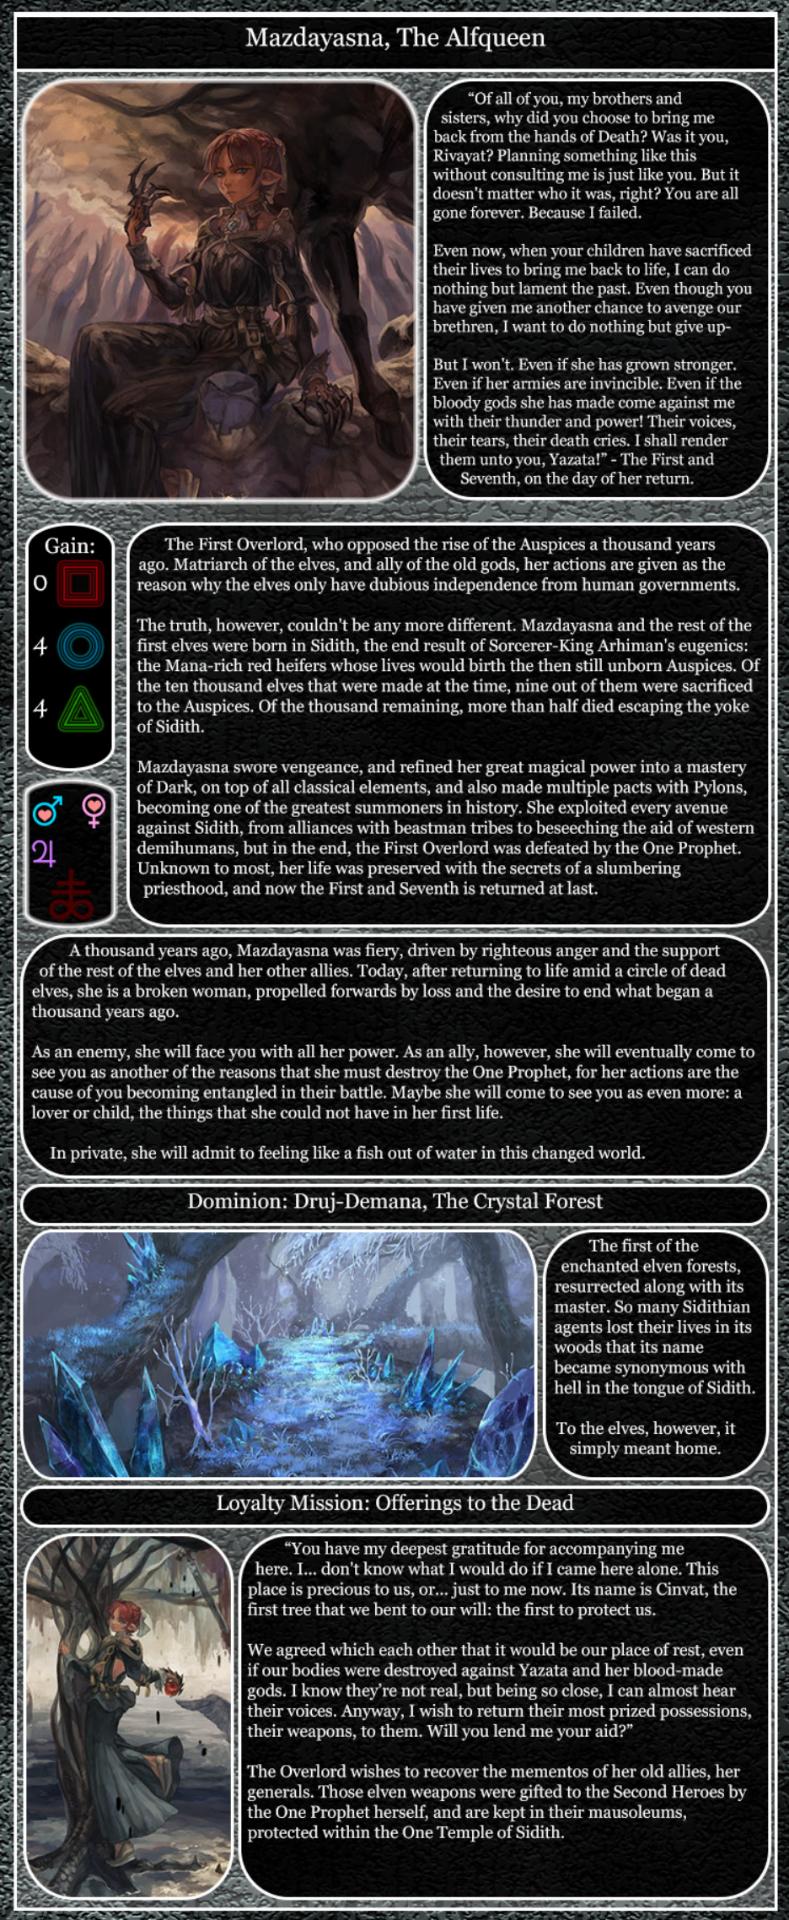 Mazdayasna, The Alfqueen
“Of all of you, my brothers and
sisters, why did you choose to bring me
back from the hands of Death? Was it you,
Rivayat? Planning something like this
without consulting me is just like you. But it
doesn't matter who it was, right? You are all
gone forever. Because I failed.
Even now, when your children have sacrificed
their lives to bring me back to life, I can do
nothing but lament the past. Even though you
have given me another chance to avenge our
brethren, I want to do nothing but give up-
But I won't. Even if she has grown stronger.
Even if her armies are invincible. Even if the
bloody gods she has made come against me
with their thunder and power! Their voices,
their tears, their death cries. I shall render
them unto you, Yazata!” - The First and
Seventh, on the day of her return.
Gain:
0
4
4
The First Overlord, who opposed the rise of the Auspices a thousand years
ago. Matriarch of the elves, and ally of the old gods, her actions are given as the
reason why the elves only have dubious independence from human governments.
The truth, however, couldn't be any more different. Mazdayasna and the rest of the
first elves were born in Sidith, the end result of Sorcerer-King Arhiman's eugenics:
the Mana-rich red heifers whose lives would birth the then still unborn Auspices. Of
the ten thousand elves that were made at the time, nine out of them were sacrificed
to the Auspices. Of the thousand remaining, more than half died escaping the yoke
of Sidith.
Mazdayasna swore vengeance, and refined her great magical power into a mastery
of Dark, on top of all classical elements, and also made multiple pacts with Pylons,
becoming one of the greatest summoners in history. She exploited every avenue
against Sidith, from alliances with beastman tribes to beseeching the aid of western
demihumans, but in the end, the First Overlord was defeated by the One Prophet.
Unknown to most, her life was preserved with the secrets of a slumbering
priesthood, and now the First and Seventh is returned at last.
A thousand years ago, Mazdayasna was fiery, driven by righteous anger and the support
of the rest of the elves and her other allies. Today, after returning to life amid a circle of dead
elves, she is a broken woman, propelled forwards by loss and the desire to end what began a
thousand years ago.
As an enemy, she will face you with all her power. As an ally, however, she will eventually come to
see you as another of the reasons that she must destroy the One Prophet, for her actions are the
cause of you becoming entangled in their battle. Maybe she will come to see you as even more: a
lover or child, the things that she could not have in her first life.
In private, she will admit to feeling like a fish out of water in this changed world.
Dominion: Druj-Demana, The Crystal Forest
The first of the
enchanted elven forests,
resurrected along with its
master. So many Sidithian
agents lost their lives in its
woods that its name
became synonymous with
hell in the tongue of Sidith.
To the elves, however, it
simply meant home.
Loyalty Mission: Offerings to the Dead
“You have my deepest gratitude for accompanying me
here. I... don't know what I would do if I came here alone. This
place is precious to us, or... just to me now. Its name is Cinvat, the
first tree that we bent to our will: the first to protect us.
We agreed which each other that it would be our place of rest, even
if our bodies were destroyed against Yazata and her blood-made
gods. I know they're not real, but being so close, I can almost hear
their voices. Anyway, I wish to return their most prized possessions,
their weapons, to them. Will you lend me your aid?”
The Overlord wishes to recover the mementos of her old allies, her
generals. Those elven weapons were gifted to the Second Heroes by
the One Prophet herself, and are kept in their mausoleums,
protected within the One Temple of Sidith.